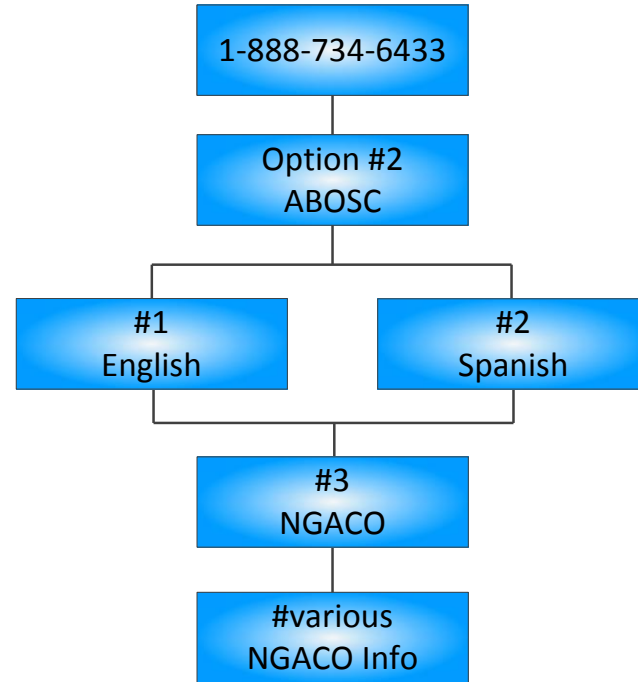 1-888-734-6433
Option #2
ABOSC
#1
English
#2
Spanish
#3
NGACO
#various
NGACO Info